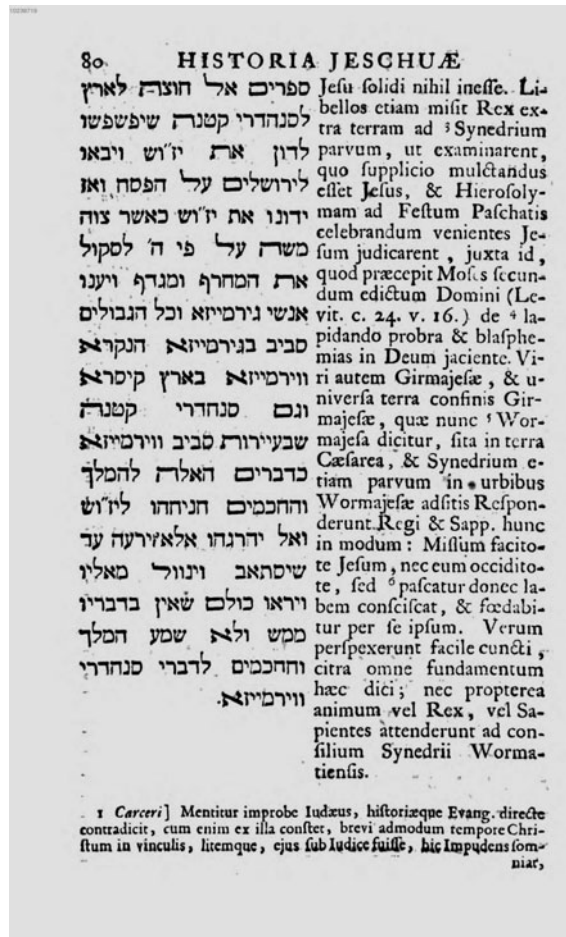 10238719
80 HISTORIA JESCHUÆ
ספרים אל חוצה לארץ
לסנהדרי קטנה שיפשפשו
לדון את יז"וש ויבאו
לירושלים על הפסח ואז
ידונו את יז"וש כאשר צוה
משה על פי ה' לסקול
את המחרף ומגדף ויענו
אנשי גירמייזא וכל הגבולים
סביב בגירמייזא הנקרא
ווירמייזא בארץ קיסרא
וגם סנהדרי קטנה
שבעיירות סביב ווירמייזא
כדברים האלה להמלך
והחכמים הניחהו ליז"וש
ואל יהרגהו אלא יירעה עד
שיסתאב וינוול מאליו
ויראו כולם שאין בדבריו
ממש ולא שמע המלך
והחכמים לדברי סנהדרי
ווירמייזא.
Jesu ſolidi nihil ineſſe. Li-
bellos etiam miſit Rex ex-
tra terram ad ³ Synedrium
parvum, ut examinarent,
quo ſupplicio mulctandus
eſſet Jeſus, & Hieroſoly-
mam ad Feſtum Paſchatis
celebrandum venientes Je-
ſum judicarent, juxta id,
quod præcepit Moſes ſecun-
dum edictum Domini (Le-
vit. c. 24. v. 16.) de ⁴ la-
pidando probra & blaſphe-
mias in Deum jaciente. Vi-
ri autem Girmajeſæ, & u-
niverſa terra confinis Gir-
majeſæ, quæ nunc ⁵ Wor-
majeſa dicitur, ſita in terra
Cæſarea, & Synedrium e-
tiam parvum in urbibus
Wormajeſæ adſitis Reſpon-
derunt Regi & Sapp. hunc
in modum: Miſſum facito-
te Jeſum, nec eum occidito-
te, ſed ⁶ paſcatur donec la-
bem conſciſcat, & fœdabi-
tur per ſe ipſum. Verum
perſpexerunt facile cuncti,
citra omne fundamentum
hæc dici; nec propterea
animum vel Rex, vel Sa-
pientes attenderunt ad con-
ſilium Synedrii Worma-
tienſis.
1 Carceri] Mentitur improbe Iudæus, hiſtoriæque Evang. directe
contradicit, cum enim ex illa conſtet, brevi admodum tempore Chri-
ſtum in vinculis, litemque, ejus ſub Iudice fuiſſe, hic Impudens ſom-
niat,